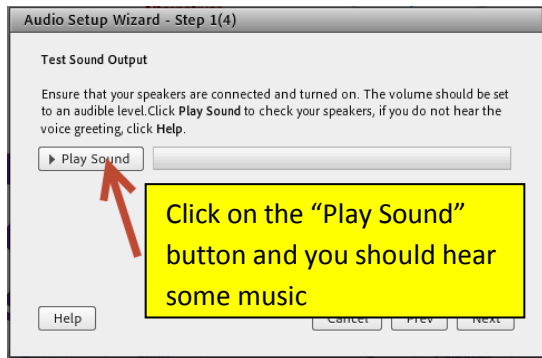 Audio Setup Wizard - Step 1(4)
Test Sound Output
Ensure that your speakers are connected and turned on. The volume should be set
to an audible level.Click Play Sound to check your speakers, if you do not hear the
voice greeting, click Help.
Play Sound
Click on the “Play Sound”
button and you should hear
some music
Help Cancel Prev Next